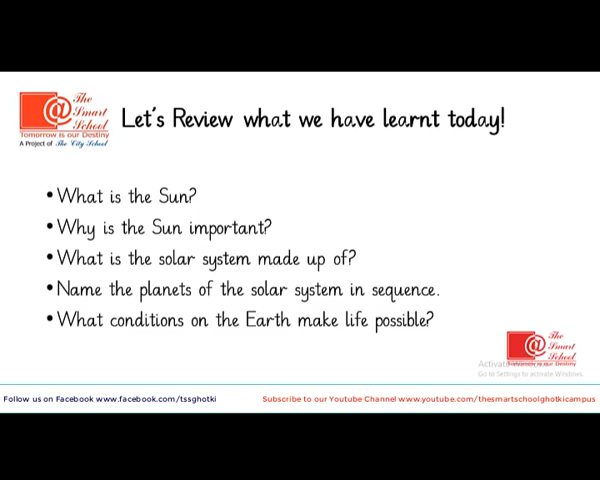 The
Smart
School
Tomorrow is our Destiny
A Project of The City School
Let's Review what we have learnt today!
•What is the Sun?
•Why is the Sun important?
•What is the solar system made up of?
•Name the planets of the solar system in sequence.
•What conditions on the Earth make life possible?
The
Smart
School
Tomorrow is our Destiny
Go to Settings to activate Windows.
Follow us on Facebook www.facebook.com/tssghotki
Subscribe to our Youtube Channel www.youtube.com/thesmartschoolghotkicampus